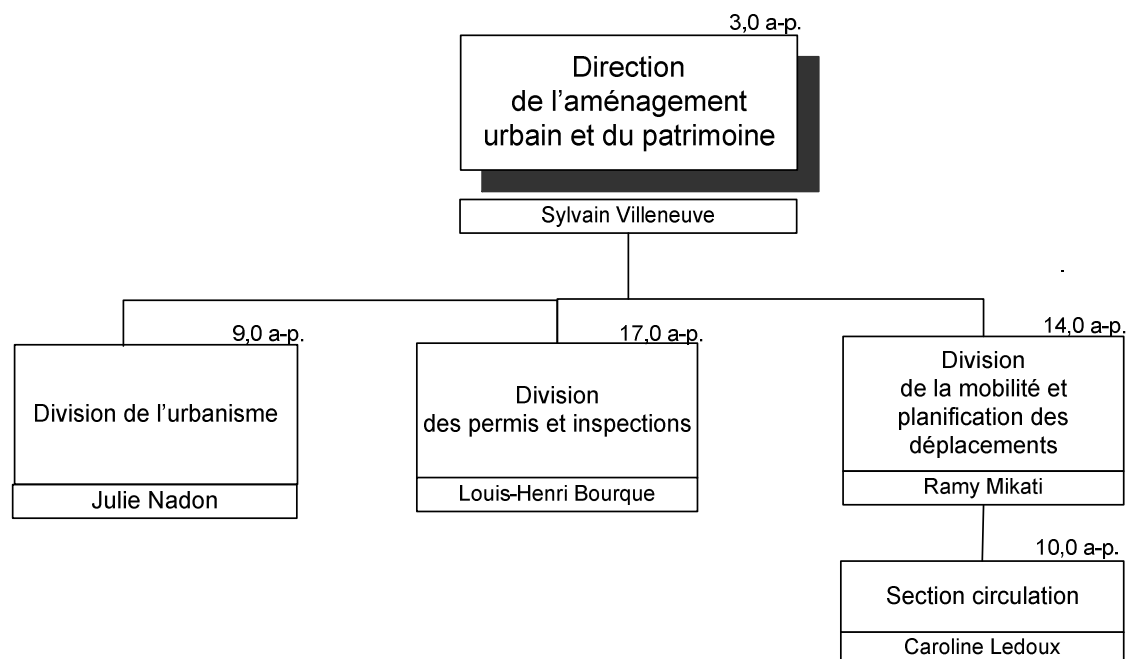 3,0 a-p.
Direction
de l’aménagement
urbain et du patrimoine
Sylvain Villeneuve
9,0 a-p.
Division de l’urbanisme
Julie Nadon
17,0 a-p.
Division
des permis et inspections
Louis-Henri Bourque
14,0 a-p.
Division
de la mobilité et
planification des
déplacements
Ramy Mikati
10,0 a-p.
Section circulation
Caroline Ledoux